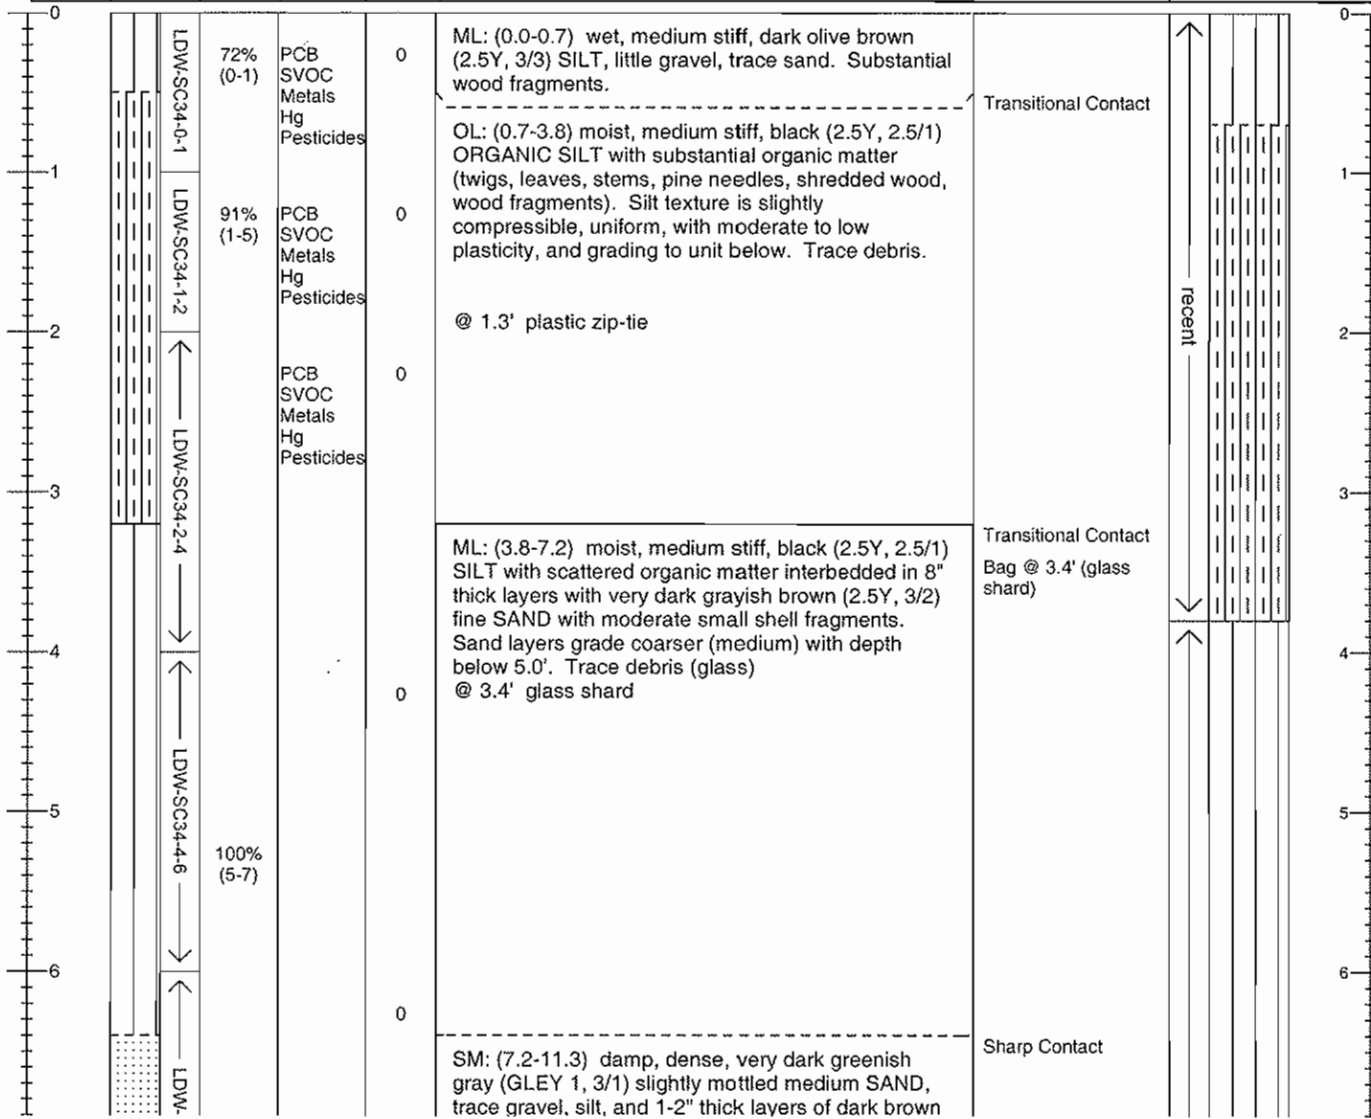 0
0
LDW-SC34-0-1
72%
(0-1)
PCB
SVOC
Metals
Hg
Pesticides
0
ML: (0.0-0.7) wet, medium stiff, dark olive brown
(2.5Y, 3/3) SILT, little gravel, trace sand. Substantial
wood fragments.
Transitional Contact
OL: (0.7-3.8) moist, medium stiff, black (2.5Y, 2.5/1)
ORGANIC SILT with substantial organic matter
(twigs, leaves, stems, pine needles, shredded wood,
wood fragments). Silt texture is slightly
compressible, uniform, with moderate to low
plasticity, and grading to unit below. Trace debris.
1
1
LDW-SC34-1-2
91%
(1-5)
PCB
SVOC
Metals
Hg
Pesticides
0
@ 1.3' plastic zip-tie
recent
2
2
LDW-SC34-2-4
PCB
SVOC
Metals
Hg
Pesticides
0
3
3
ML: (3.8-7.2) moist, medium stiff, black (2.5Y, 2.5/1)
SILT with scattered organic matter interbedded in 8"
thick layers with very dark grayish brown (2.5Y, 3/2)
fine SAND with moderate small shell fragments.
Sand layers grade coarser (medium) with depth
below 5.0'. Trace debris (glass)
@ 3.4' glass shard
Transitional Contact
Bag @ 3.4' (glass
shard)
4
4
LDW-SC34-4-6
0
5
5
100%
(5-7)
6
6
0
LDW-
SM: (7.2-11.3) damp, dense, very dark greenish
gray (GLEY 1, 3/1) slightly mottled medium SAND,
trace gravel, silt, and 1-2" thick layers of dark brown
Sharp Contact